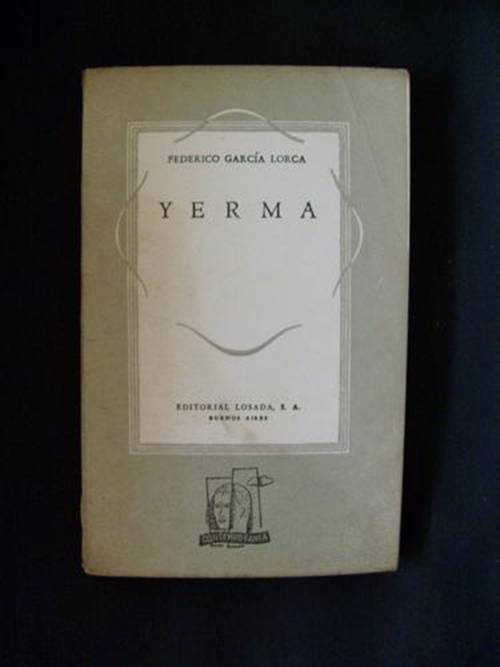 FEDERICO GARCÍA LORCA
YERMA
EDITORIAL LOSADA, S. A.
BUENOS AIRES
CONTEMPORANEA